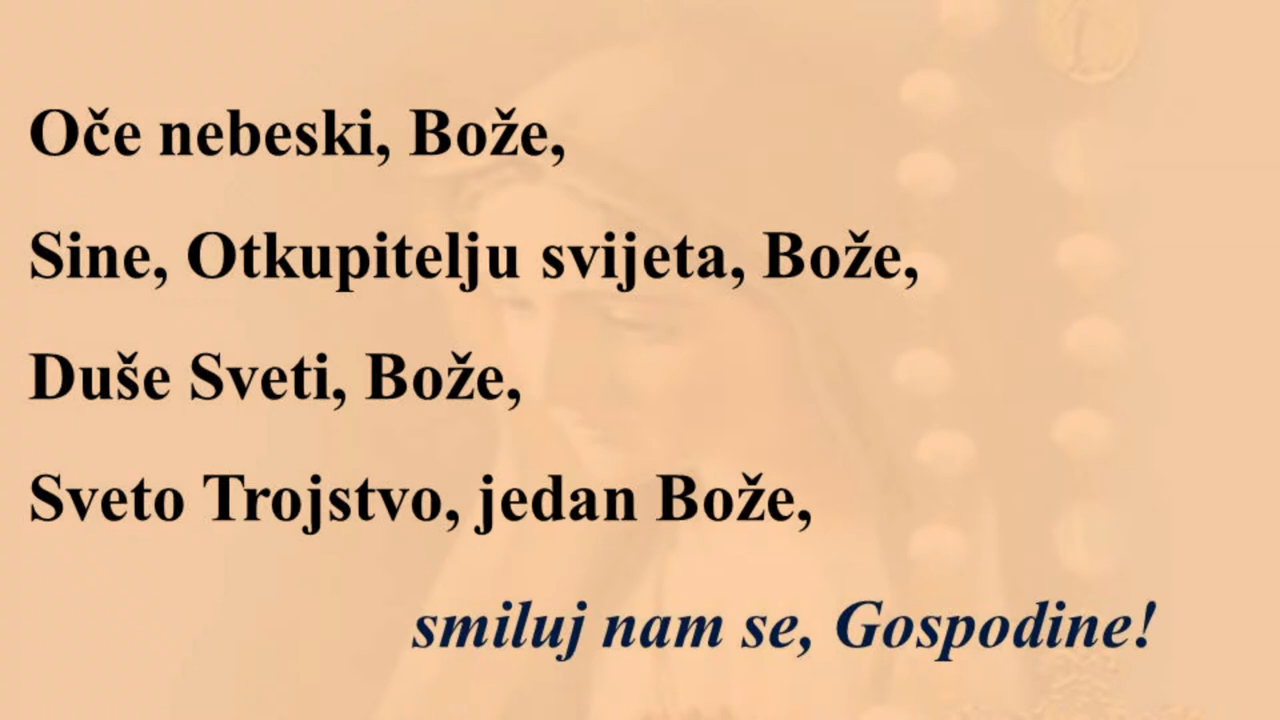 Oče nebeski, Bože,
Sine, Otkupitelju svijeta, Bože,
Duše Sveti, Bože,
Sveto Trojstvo, jedan Bože,
smiluj nam se, Gospodine!